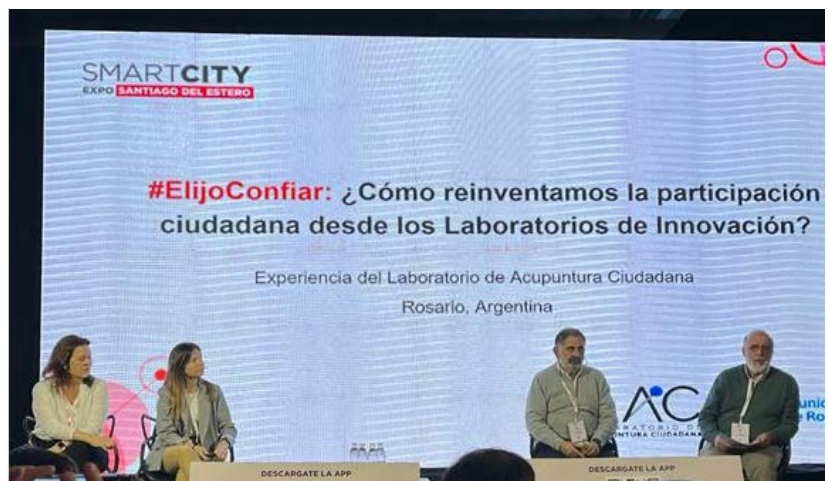 SMARTCITY
EXPO SANTIAGO DEL ESTERO
#ElijoConfiar: ¿Cómo reinventamos la participación
ciudadana desde los Laboratorios de Innovación?
Experiencia del Laboratorio de Acupuntura Ciudadana
Rosario, Argentina
AC
DESCARGATE LA APP
DESCARGATE LA APP